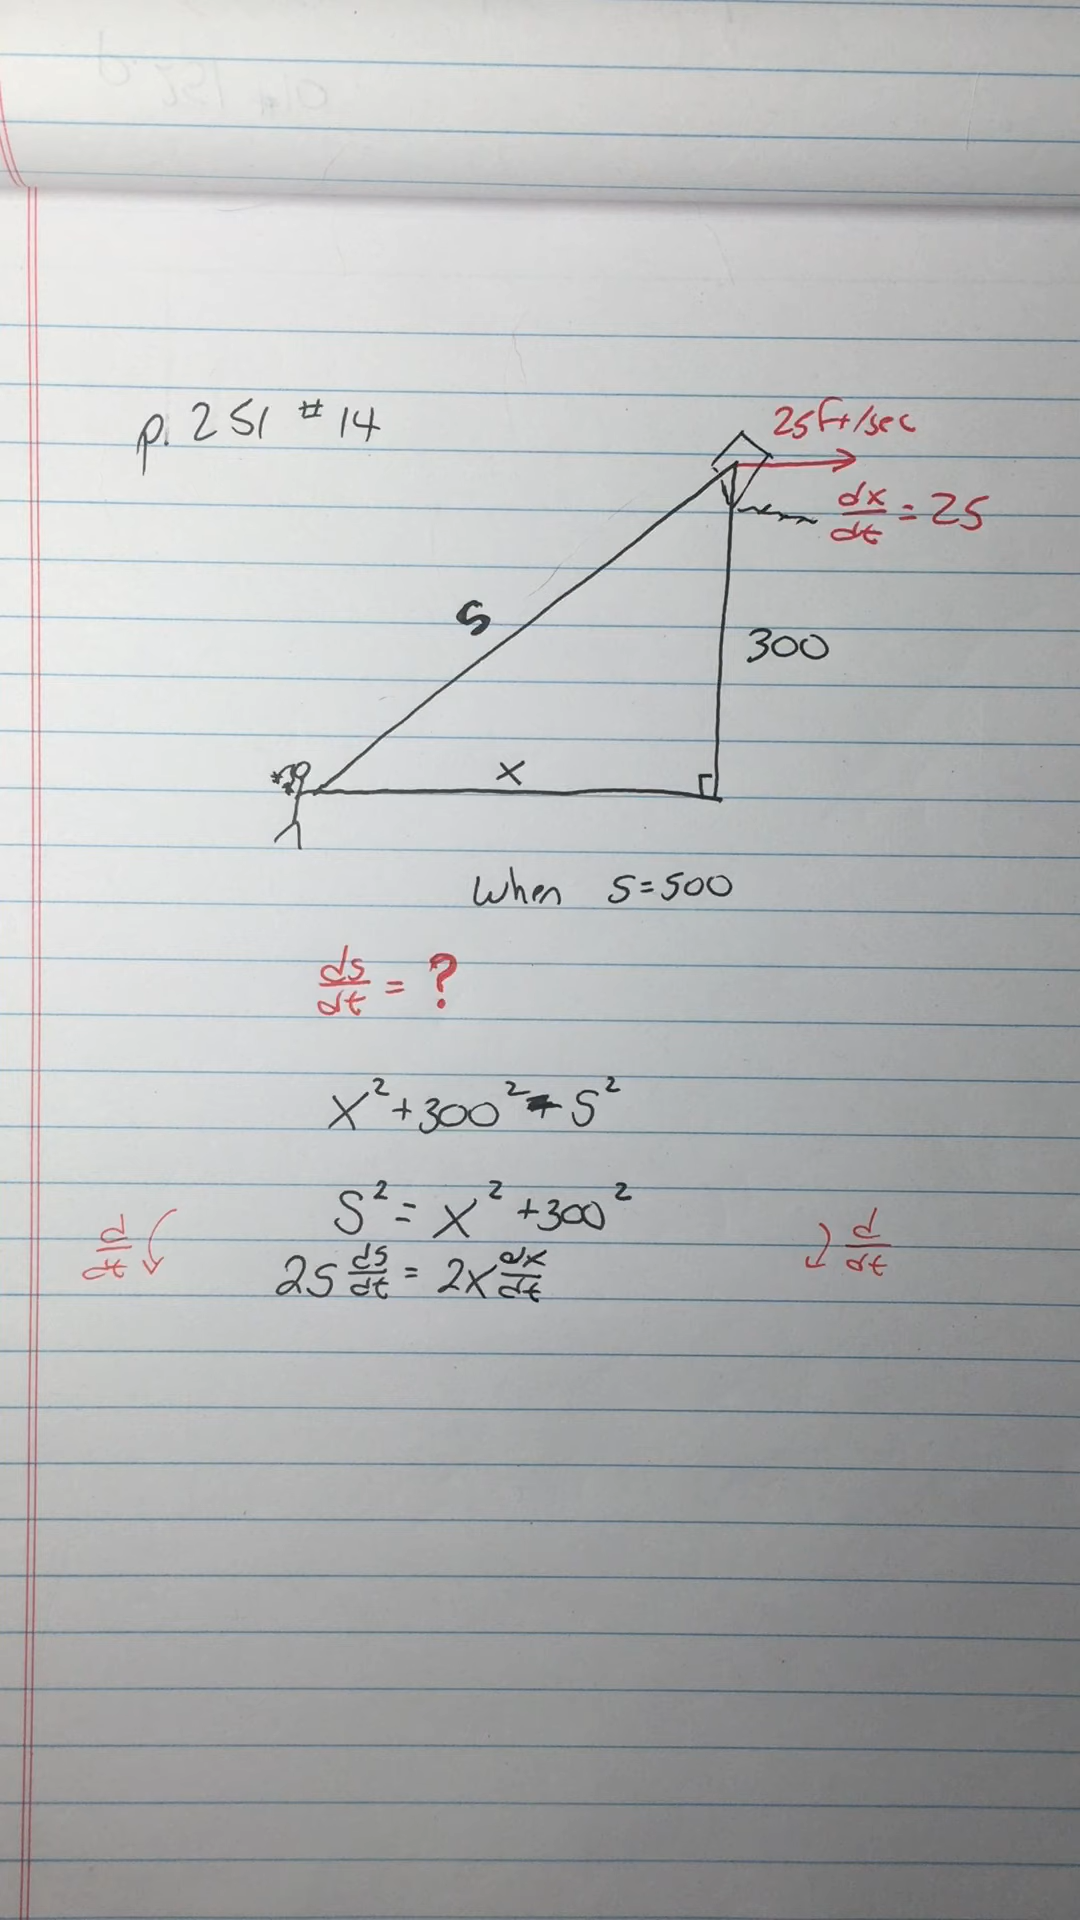 p. 251 # 14
25ft/sec
dx/dt = 25
S
300
x
When S=500
ds/dt = ?
x² + 300² = S²
S² = x² + 300²
d/dt
d/dt
2S ds/dt = 2x dx/dt